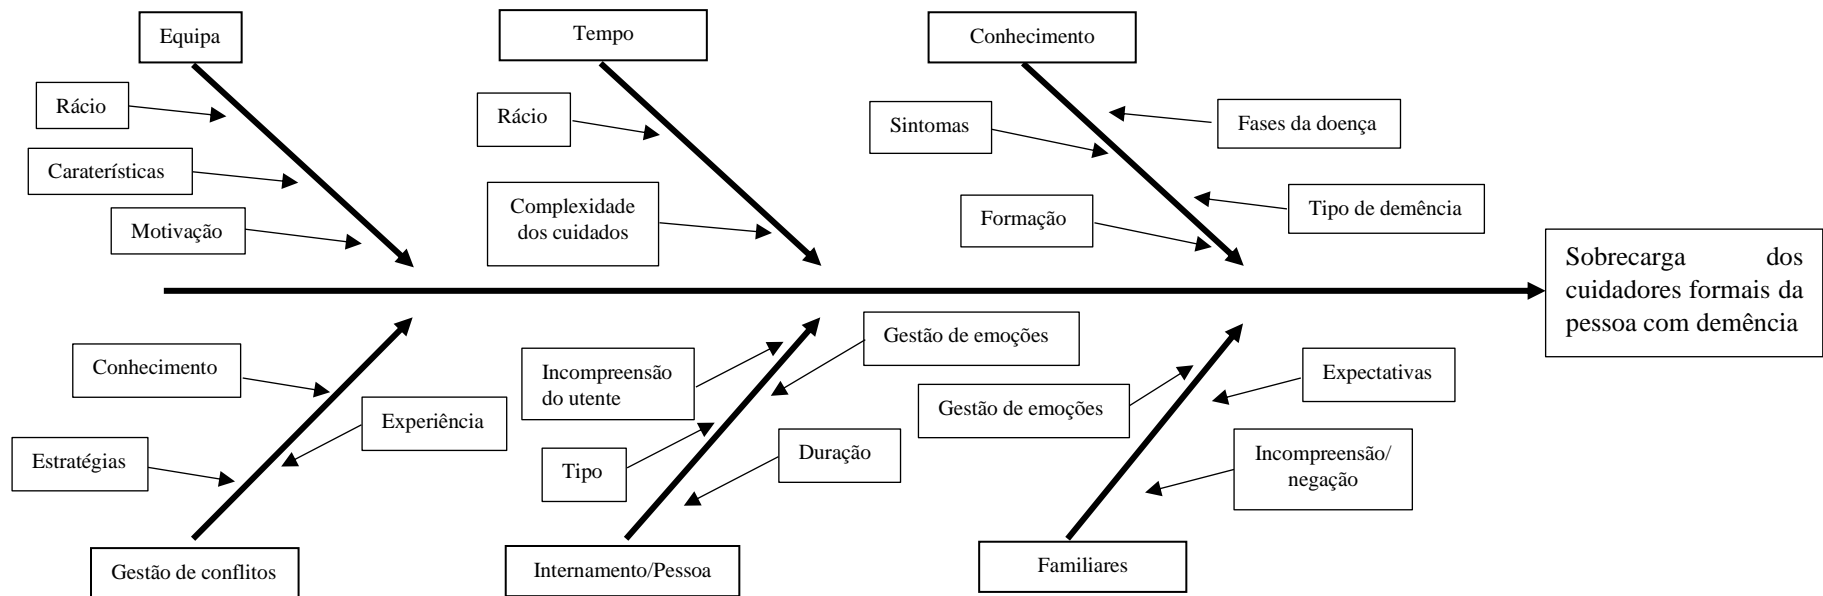 Equipa
Tempo
Conhecimento
Rácio
Rácio
Sintomas
Fases da doença
Caraterísticas
Complexidade
dos cuidados
Tipo de demência
Motivação
Formação
Sobrecarga dos
cuidadores formais da
pessoa com demência
Conhecimento
Incompreensão
do utente
Gestão de emoções
Expectativas
Gestão de emoções
Experiência
Estratégias
Tipo
Duração
Incompreensão/
negação
Gestão de conflitos
Internamento/Pessoa
Familiares